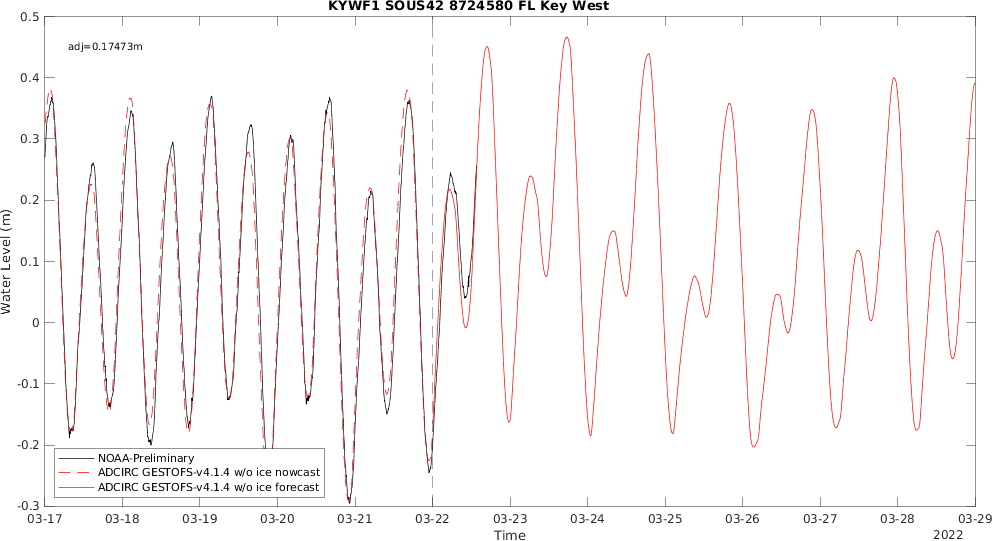 KYWF1 SOUS42 8724580 FL Key West
adj=0.17473m
Water Level (m)
0.5
0.4
0.3
0.2
0.1
0
-0.1
-0.2
-0.3
NOAA-Preliminary
ADCIRC GESTOFS-v4.1.4 w/o ice nowcast
ADCIRC GESTOFS-v4.1.4 w/o ice forecast
03-17 03-18 03-19 03-20 03-21 03-22 03-23 03-24 03-25 03-26 03-27 03-28 03-29
Time
2022